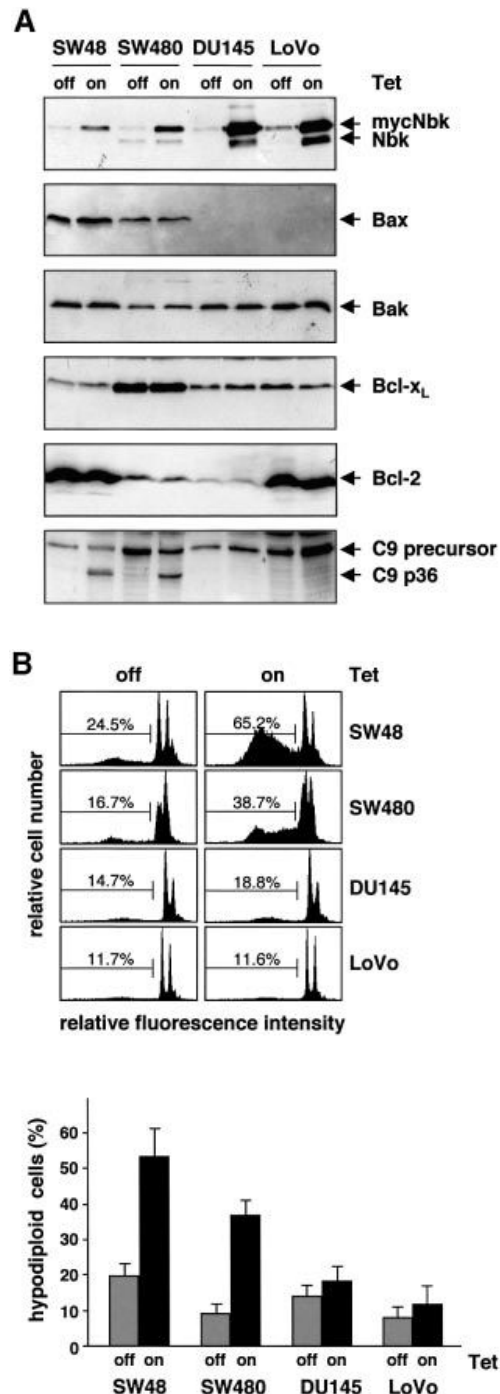 A
SW48 SW480 DU145 LoVo
off on off on off on off on Tet
mycNbk
Nbk
Bax
Bak
Bcl-xL
Bcl-2
C9 precursor
C9 p36
B
off on Tet
24.5% 65.2% SW48
16.7% 38.7% SW480
14.7% 18.8% DU145
11.7% 11.6% LoVo
relative cell number
relative fluorescence intensity
hypodiploid cells (%)
60
50
40
30
20
10
0
off on off on off on off on Tet
SW48 SW480 DU145 LoVo